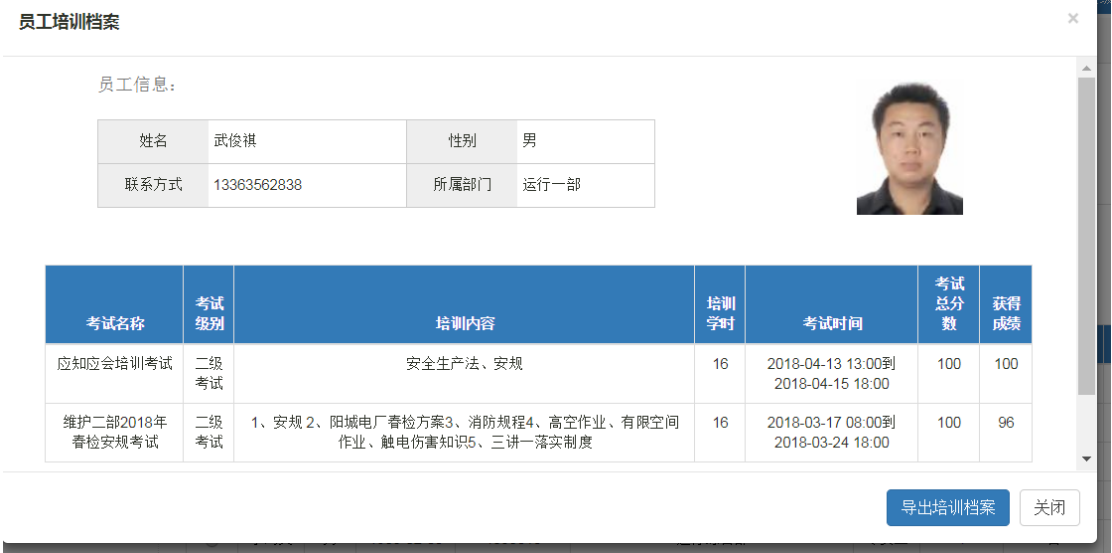 员工培训档案
×
员工信息：
姓名 武俊祺 性别 男
联系方式 13363562838 所属部门 运行一部
考试名称 考试级别 培训内容 培训学时 考试时间 考试总分数 获得成绩
应知应会培训考试 二级考试 安全生产法、安规 16 2018-04-13 13:00到 2018-04-15 18:00 100 100
维护二部2018年春检安规考试 二级考试 1、安规 2、阳城电厂春检方案3、消防规程4、高空作业、有限空间作业、触电伤害知识5、三讲一落实制度 16 2018-03-17 08:00到 2018-03-24 18:00 100 96
导出培训档案 关闭